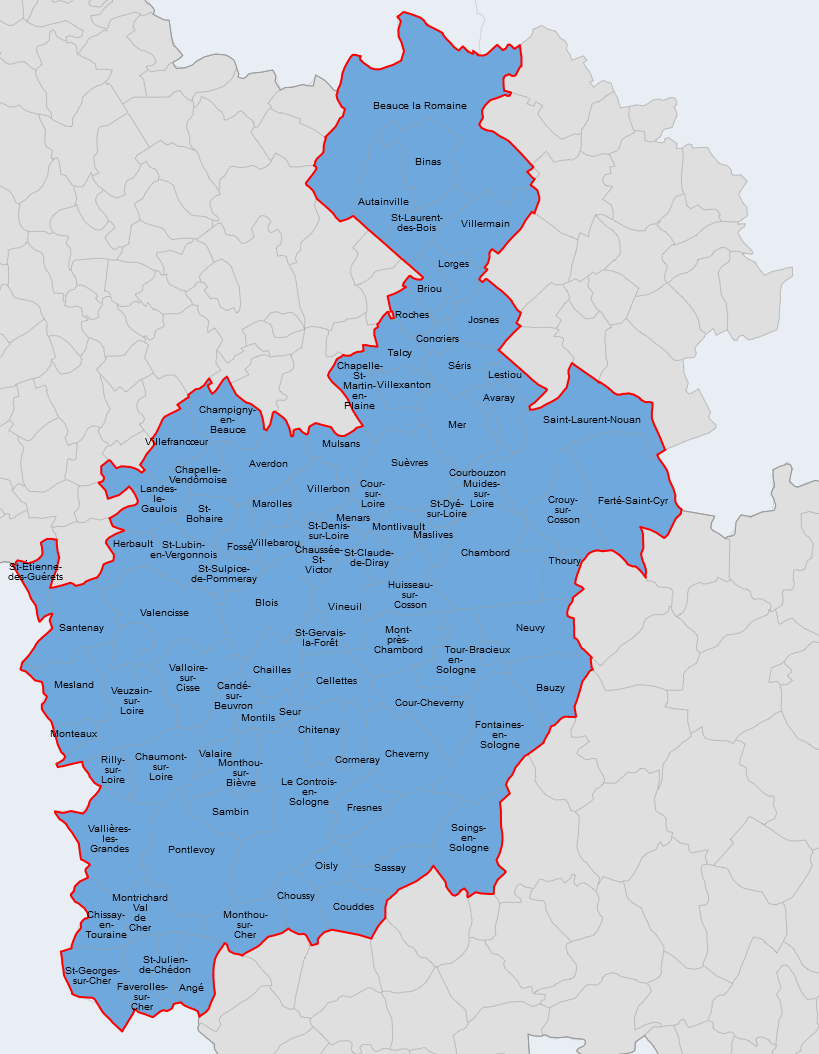 Beauce la Romaine
Binas
Autainville
St-Laurent-
des-Bois
Villermain
Lorges
Briou
Roches
Josnes
Concriers
Talcy
Chapelle-
St-
Martin-
en-
Plaine
Villexanton
Séris
Lestiou
Avaray
Champigny-
en-
Beauce
Mer
Saint-Laurent-Nouan
Villefrancœur
Mulsans
Averdon
Suèvres
Chapelle-
Vendômoise
Courbouzon
Landes-
le-
Gaulois
Villerbon
Cour-
sur-
Loire
Muides-
sur-
Loire
Marolles
St-
Bohaire
St-Dyé-
sur-Loire
Crouy-
sur-
Cosson
Ferté-Saint-Cyr
Menars
St-Denis-
sur-Loire
Montlivault
Maslives
Herbault
St-Lubin-
en-Vergonnois
Fossé
Villebarou
Chaussée-
St-
Victor
St-Claude-
de-Diray
Chambord
Thoury
St-Étienne-
des-Guérets
St-Sulpice-
de-Pommeray
Huisseau-
sur-
Cosson
Blois
Vineuil
Valencisse
Santenay
St-Gervais-
la-Forêt
Mont-
près-
Chambord
Neuvy
Tour-
en-
Sologne
Bracieux
Chailles
Valloire-
sur-
Cisse
Cellettes
Mesland
Veuzain-
sur-
Loire
Candé-
sur-
Beuvron
Bauzy
Cour-Cheverny
Montils
Seur
Monteaux
Chitenay
Fontaines-
en-
Sologne
Valaire
Cheverny
Cormeray
Rilly-
sur-
Loire
Chaumont-
sur-
Loire
Monthou-
sur-
Bièvre
Le Controis-
en-
Sologne
Sambin
Fresnes
Vallières-
les-
Grandes
Soings-
en-
Sologne
Pontlevoy
Oisly
Sassay
Choussy
Couddes
Montrichard
Val
de
Cher
Chissay-
en-
Touraine
Monthou-
sur-
Cher
St-Julien-
de-Chédon
St-Georges-
sur-Cher
Faverolles-
sur-
Cher
Angé